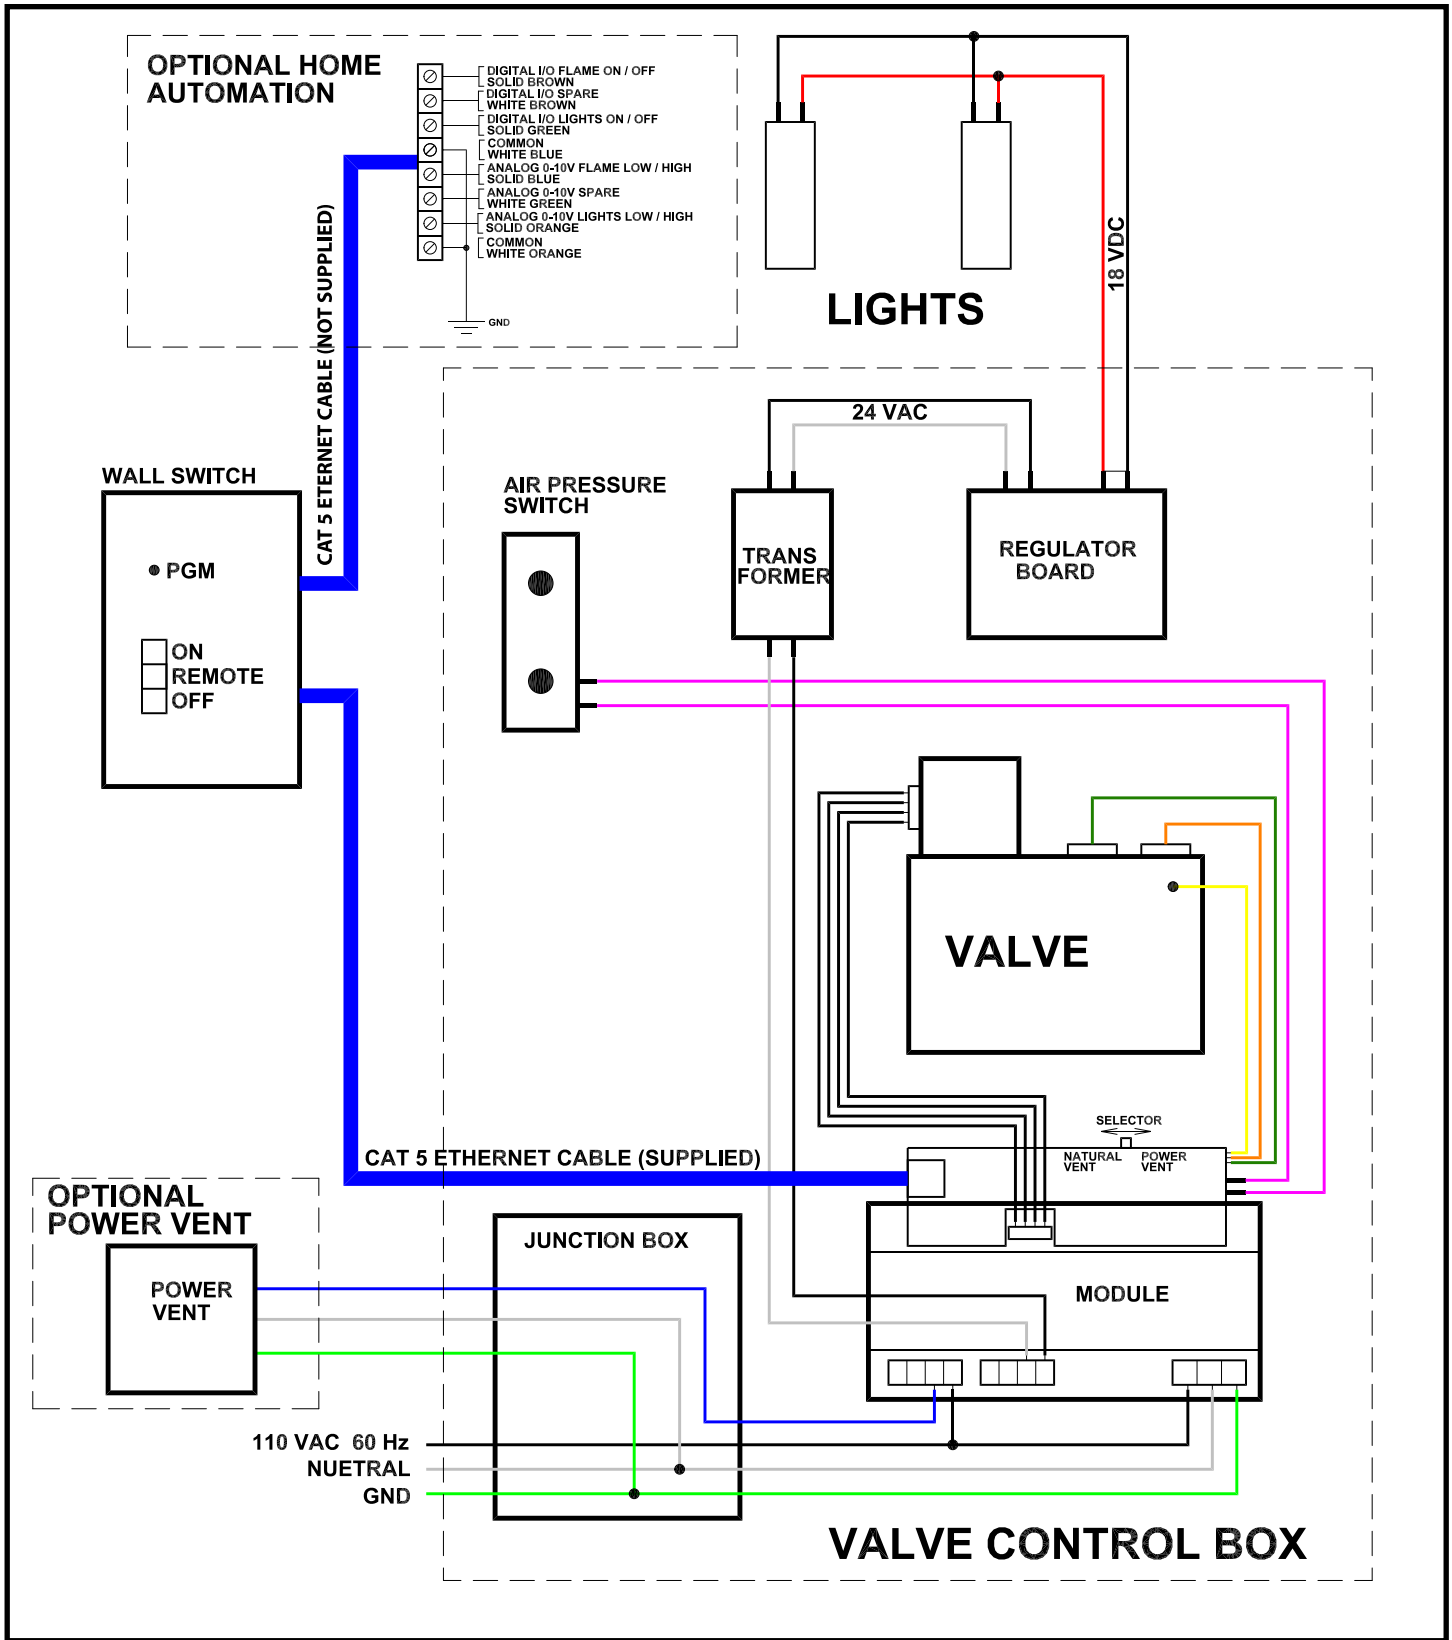 OPTIONAL HOME
AUTOMATION
DIGITAL I/O FLAME ON / OFF
SOLID BROWN
DIGITAL I/O SPARE
WHITE BROWN
DIGITAL I/O LIGHTS ON / OFF
SOLID GREEN
COMMON
WHITE BLUE
ANALOG 0-10V FLAME LOW / HIGH
SOLID BLUE
ANALOG 0-10V SPARE
WHITE GREEN
ANALOG 0-10V LIGHTS LOW / HIGH
SOLID ORANGE
COMMON
WHITE ORANGE
GND
CAT 5 ETERNET CABLE (NOT SUPPLIED)
LIGHTS
18 VDC
24 VAC
WALL SWITCH
PGM
ON
REMOTE
OFF
AIR PRESSURE
SWITCH
TRANS
FORMER
REGULATOR
BOARD
VALVE
SELECTOR
NATURAL
VENT
POWER
VENT
CAT 5 ETHERNET CABLE (SUPPLIED)
OPTIONAL
POWER VENT
POWER
VENT
JUNCTION BOX
MODULE
110 VAC 60 Hz
NUETRAL
GND
VALVE CONTROL BOX